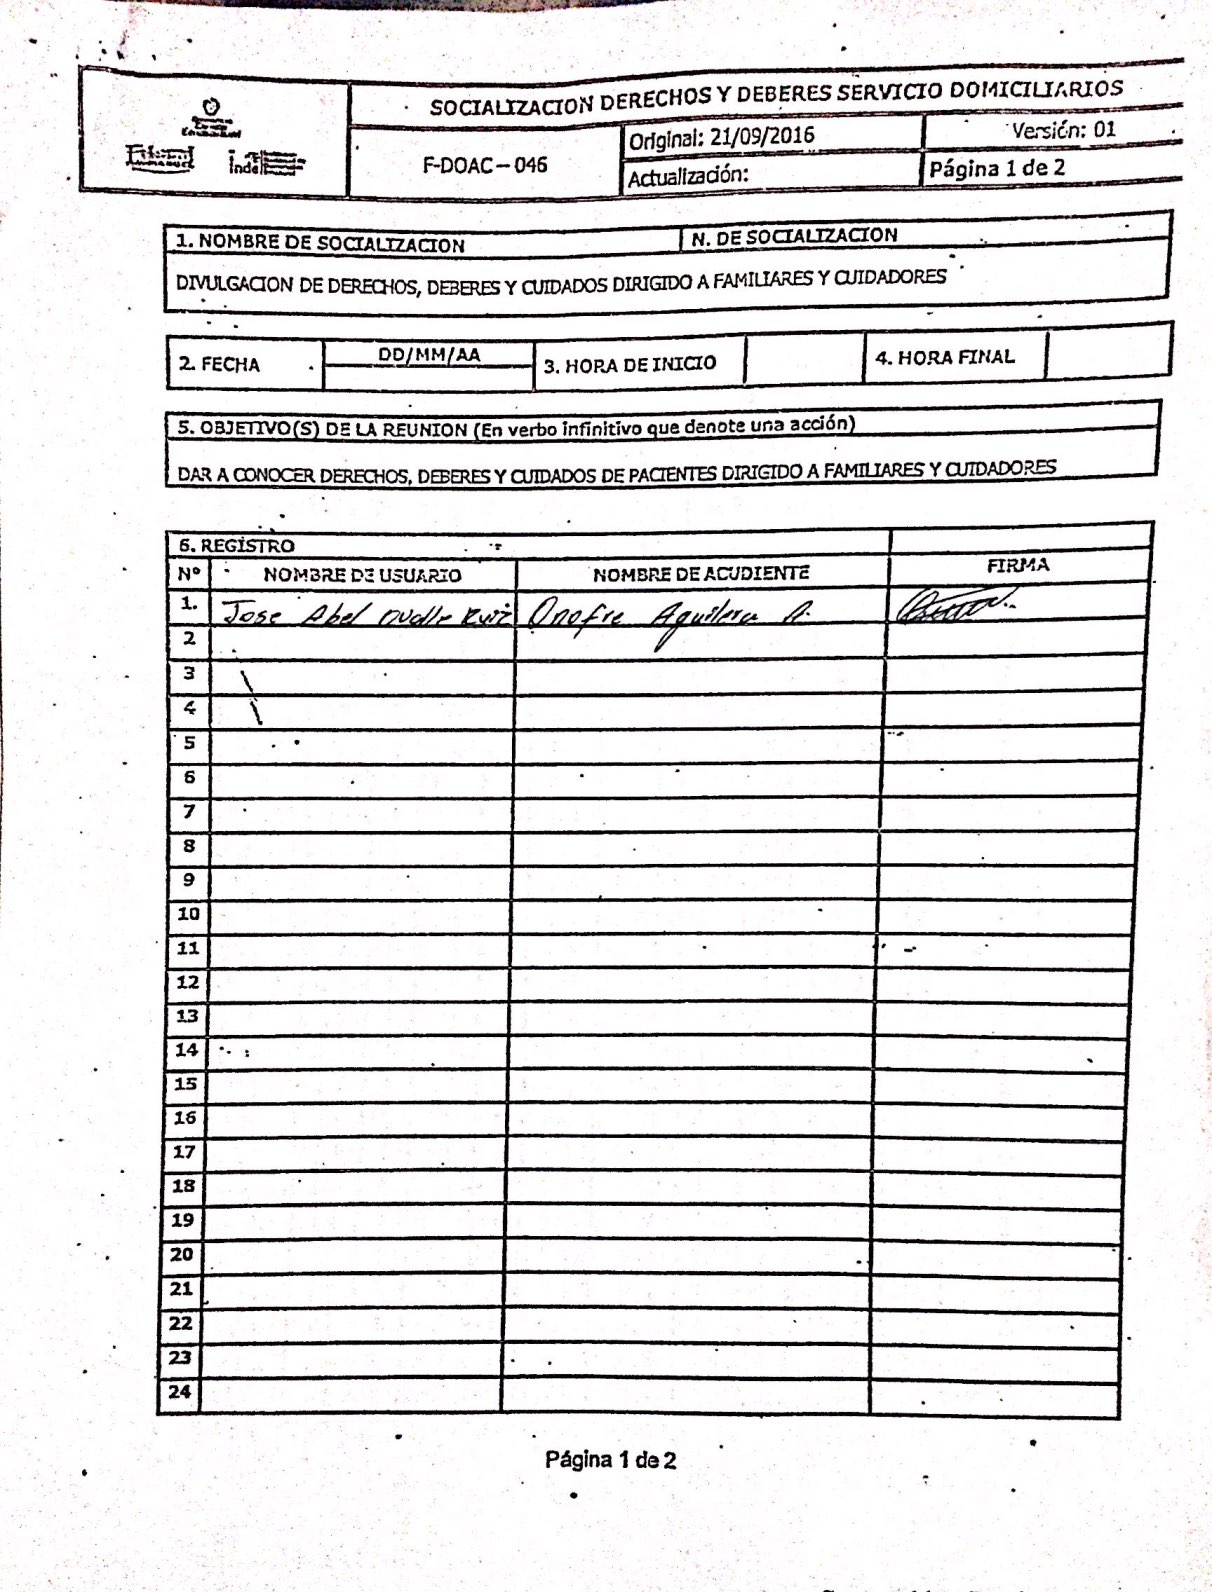 SOCIALIZACION DERECHOS Y DEBERES SERVICIO DOMICILIARIOS
F-DOAC-046
Original: 21/09/2016
Versión: 01
Actualización:
Página 1 de 2
1. NOMBRE DE SOCIALIZACION
N. DE SOCIALIZACION
DIVULGACION DE DERECHOS, DEBERES Y CUIDADOS DIRIGIDO A FAMILIARES Y CUIDADORES
2. FECHA
DD/MM/AA
3. HORA DE INICIO
4. HORA FINAL
5. OBJETIVO(S) DE LA REUNION (En verbo infinitivo que denote una acción)
DAR A CONOCER DERECHOS, DEBERES Y CUIDADOS DE PACIENTES DIRIGIDO A FAMILIARES Y CUIDADORES
6. REGISTRO
Nº NOMBRE DE USUARIO NOMBRE DE ACUDIENTE FIRMA
1. Jose Abel Ovalle Ruiz Onofre Aguilera A.
2
3
4
5
6
7
8
9
10
11
12
13
14
15
16
17
18
19
20
21
22
23
24
Página 1 de 2